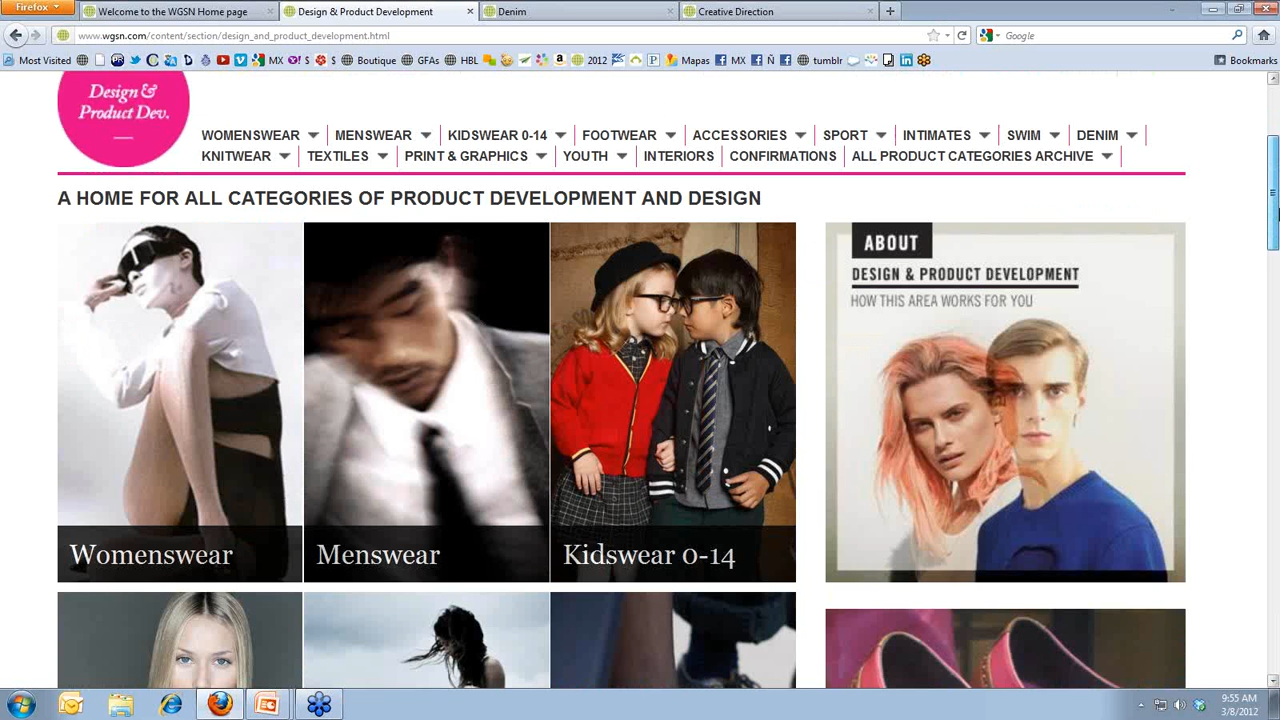 Firefox
Welcome to the WGSN Home page
Design & Product Development
Denim
Creative Direction
www.wgsn.com/content/section/design_and_product_development.html
Google
Most Visited
MX
S
S
Boutique
GFAs
HBL
2012
Mapas
MX
Ñ
tumblr
Bookmarks
Design &
Product Dev.
WOMENSWEAR
MENSWEAR
KIDSWEAR 0-14
FOOTWEAR
ACCESSORIES
SPORT
INTIMATES
SWIM
DENIM
KNITWEAR
TEXTILES
PRINT & GRAPHICS
YOUTH
INTERIORS
CONFIRMATIONS
ALL PRODUCT CATEGORIES ARCHIVE
A HOME FOR ALL CATEGORIES OF PRODUCT DEVELOPMENT AND DESIGN
ABOUT
DESIGN & PRODUCT DEVELOPMENT
HOW THIS AREA WORKS FOR YOU
Womenswear
Menswear
Kidswear 0-14
9:55 AM
3/8/2012